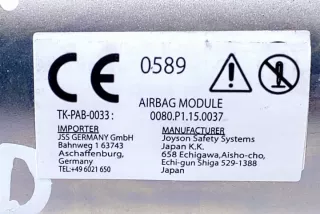 CE 0589
AIRBAG MODULE
TK-PAB-0033: 0080.P1.15.0037
IMPORTER
JSS GERMANY GmbH
Bahnweg 1 63743
Aschaffenburg,
Germany
TEL:+49 6021 650
MANUFACTURER
Joyson Safety Systems
Japan K.K.
658 Echigawa,Aisho-cho,
Echi-gun Shiga 529-1388
Japan